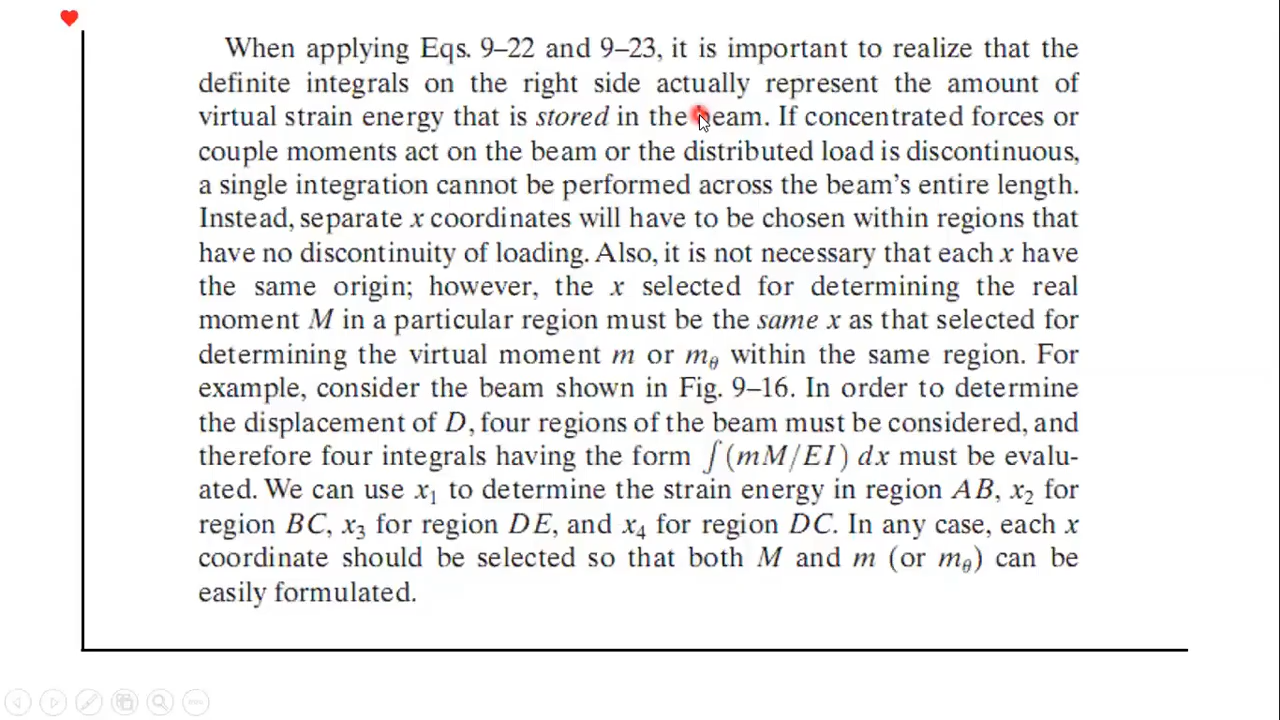 When applying Eqs. 9–22 and 9–23, it is important to realize that the
definite integrals on the right side actually represent the amount of
virtual strain energy that is stored in the beam. If concentrated forces or
couple moments act on the beam or the distributed load is discontinuous,
a single integration cannot be performed across the beam's entire length.
Instead, separate x coordinates will have to be chosen within regions that
have no discontinuity of loading. Also, it is not necessary that each x have
the same origin; however, the x selected for determining the real
moment M in a particular region must be the same x as that selected for
determining the virtual moment m or mθ within the same region. For
example, consider the beam shown in Fig. 9–16. In order to determine
the displacement of D, four regions of the beam must be considered, and
therefore four integrals having the form ∫(mM/EI) dx must be evalu-
ated. We can use x₁ to determine the strain energy in region AB, x₂ for
region BC, x₃ for region DE, and x₄ for region DC. In any case, each x
coordinate should be selected so that both M and m (or mθ) can be
easily formulated.